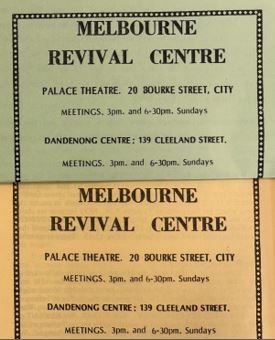 MELBOURNE
REVIVAL CENTRE
PALACE THEATRE. 20 BOURKE STREET, CITY
MEETINGS. 3pm. and 6-30pm. Sundays
DANDENONG CENTRE: 139 CLEELAND STREET.
MEETINGS. 3pm. and 6-30pm. Sundays
MELBOURNE
REVIVAL CENTRE
PALACE THEATRE. 20 BOURKE STREET, CITY
MEETINGS. 3pm. and 6-30pm. Sundays
DANDENONG CENTRE: 139 CLEELAND STREET.
MEETINGS. 3pm. and 6-30pm. Sundays